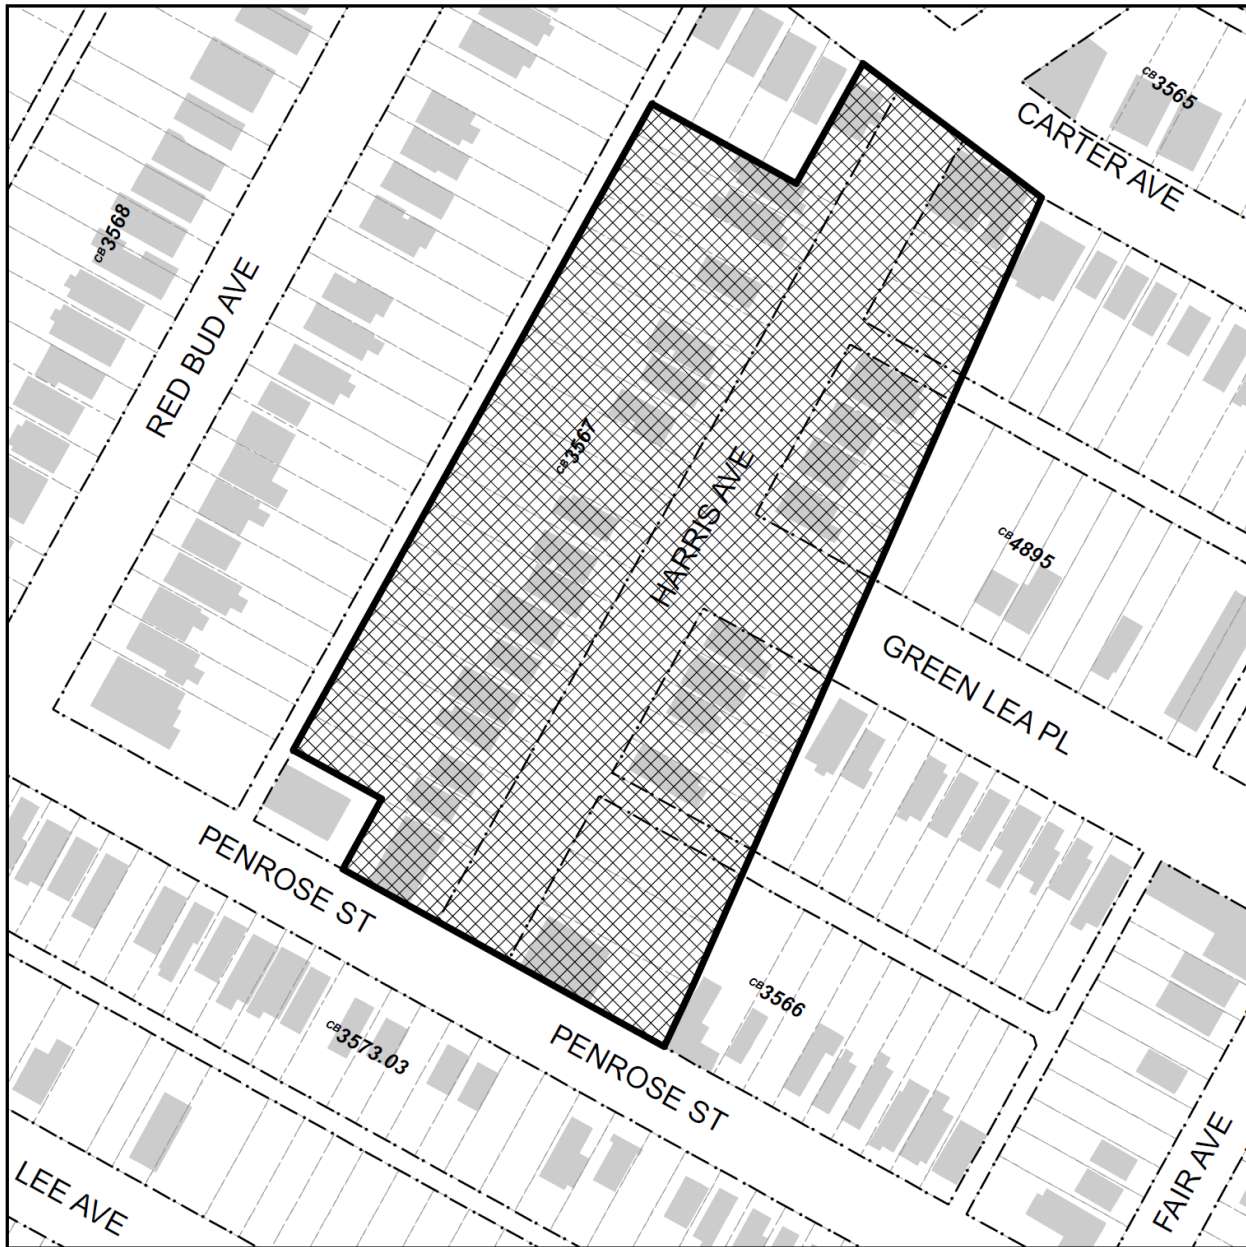 CB3565
CARTER AVE
CB3568
RED BUD AVE
CB3567
HARRIS AVE
CB4895
GREEN LEA PL
PENROSE ST
CB3566
CB3573.03
PENROSE ST
LEE AVE
FAIR AVE